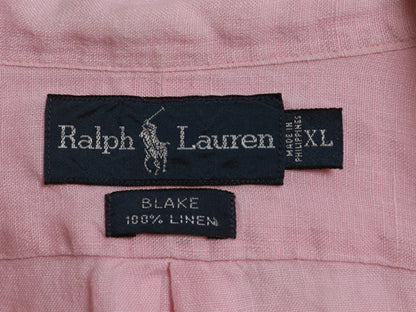 Ralph Lauren
MADE IN
PHILIPPINES
XL
BLAKE
100% LINEN